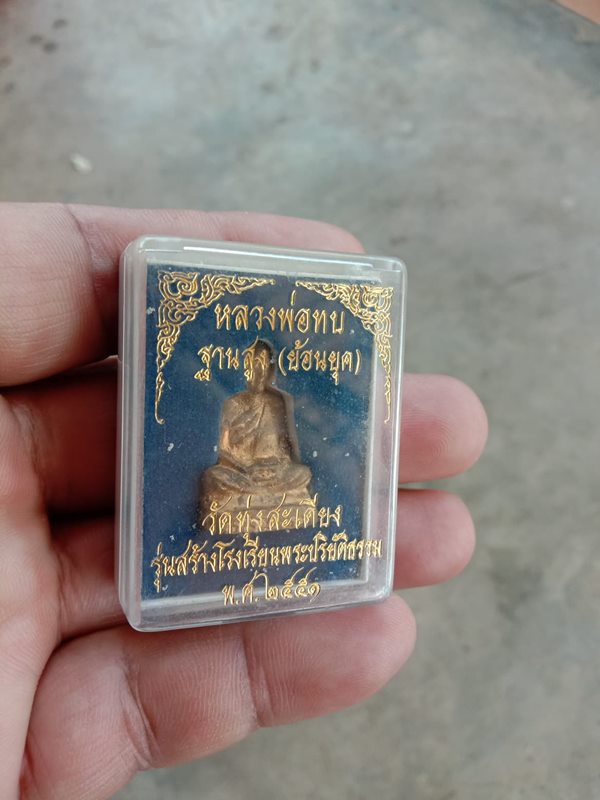 หลวงพ่อทบ
ฐานสูง (ย้อนยุค)
วัดทุ่งสะเดียง
รุ่นสร้างโรงเรียนพระปริยัติธรรม
พ.ศ. ๒๕๕๑